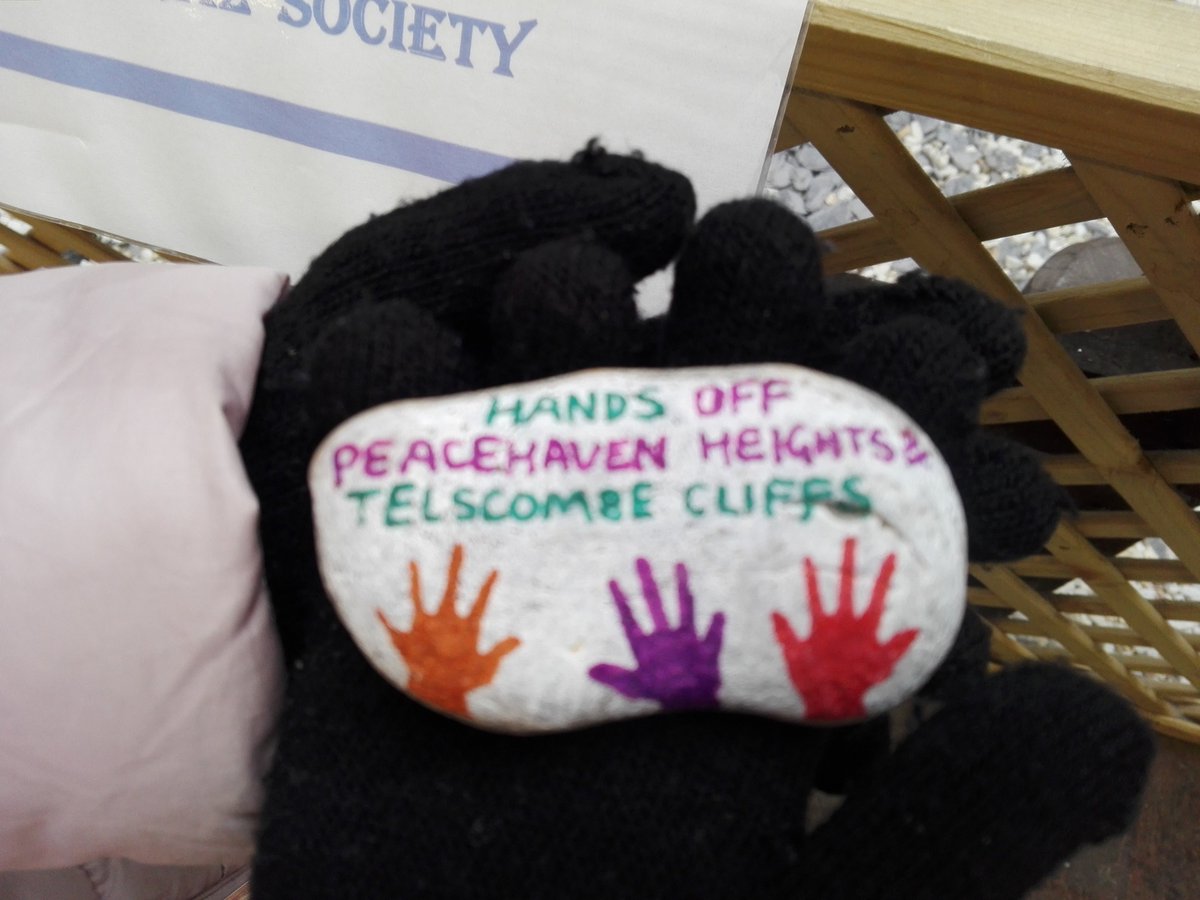 SOCIETY
HANDS OFF
PEACEHAVEN HEIGHTS &
TELSCOMBE CLIFFS